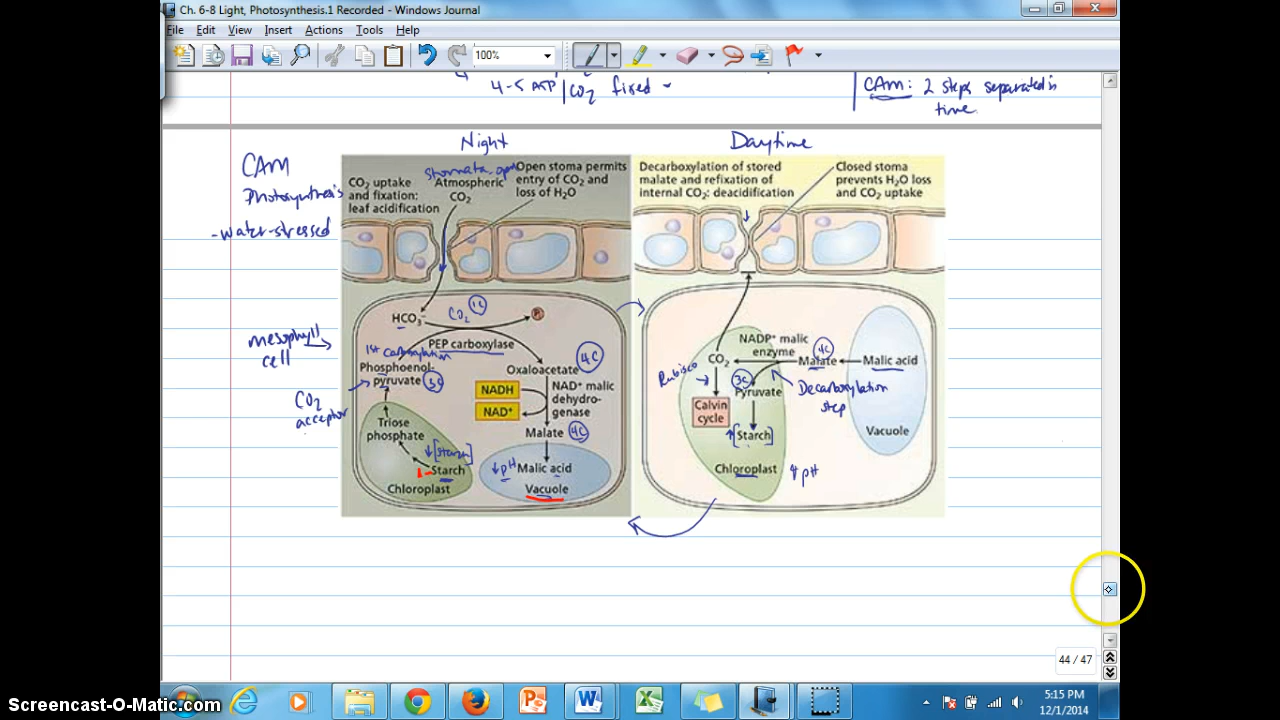 Ch. 6-8 Light, Photosynthesis.1 Recorded - Windows Journal
File Edit View Insert Actions Tools Help
100%
4-5 ATP / CO2 fixed
CAM: 2 steps separated in
time
Night
Daytime
CAM
Photosynthesis
-water-stressed
mesophyll
cell
CO2
acceptor
CO2 uptake
and fixation:
leaf acidification
Stomata open
Atmospheric
CO2
Open stoma permits
entry of CO2 and
loss of H2O
HCO3-
CO2 1C
P
PEP carboxylase
1st carboxylation
Phosphoenol-
pyruvate 3C
4C
Oxaloacetate
NADH
NAD+
NAD+ malic
dehydro-
genase
Malate 4C
Triose
phosphate
↓[starch]
Starch
Chloroplast
↓pH Malic acid
Vacuole
Decarboxylation of stored
malate and refixation of
internal CO2: deacidification
Closed stoma
prevents H2O loss
and CO2 uptake
NADP+ malic
enzyme
4C
CO2
Malate
Malic acid
Rubisco
3C
Pyruvate
Decarboxylation
step
Calvin
cycle
↑[Starch]
Vacuole
Chloroplast
↑pH
44 / 47
5:15 PM
12/1/2014
Screencast-O-Matic.com